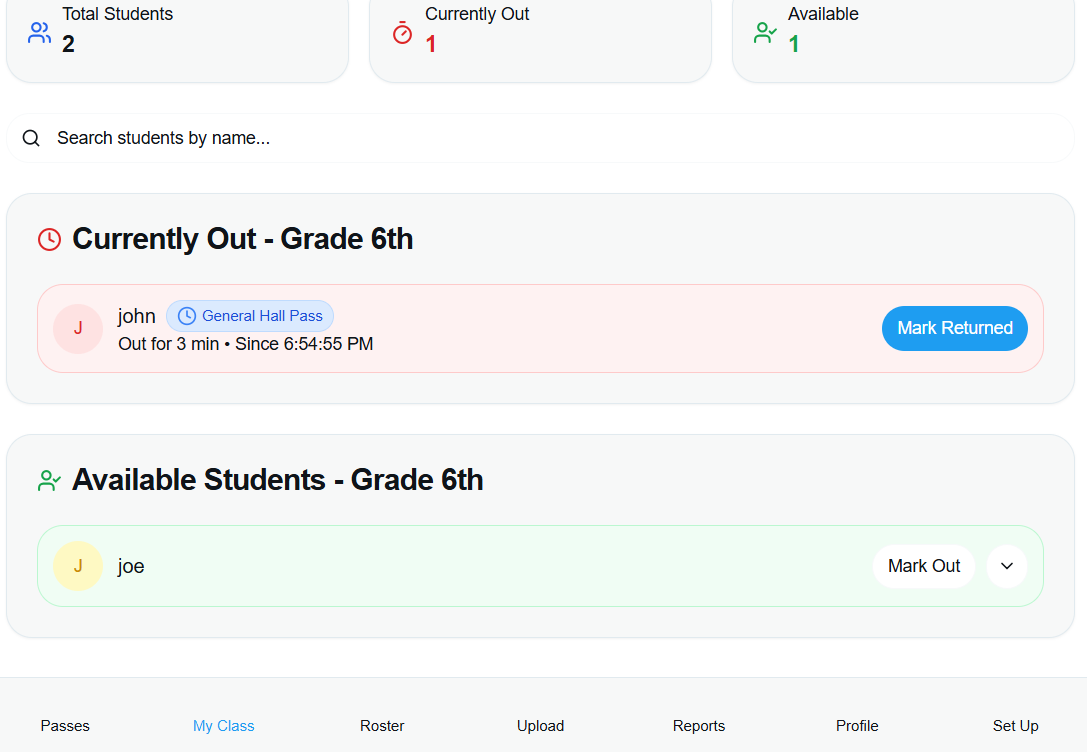 Total Students
2
Currently Out
1
Available
1
Search students by name...
Currently Out - Grade 6th
J
john
General Hall Pass
Out for 3 min • Since 6:54:55 PM
Mark Returned
Available Students - Grade 6th
J
joe
Mark Out
Passes
My Class
Roster
Upload
Reports
Profile
Set Up